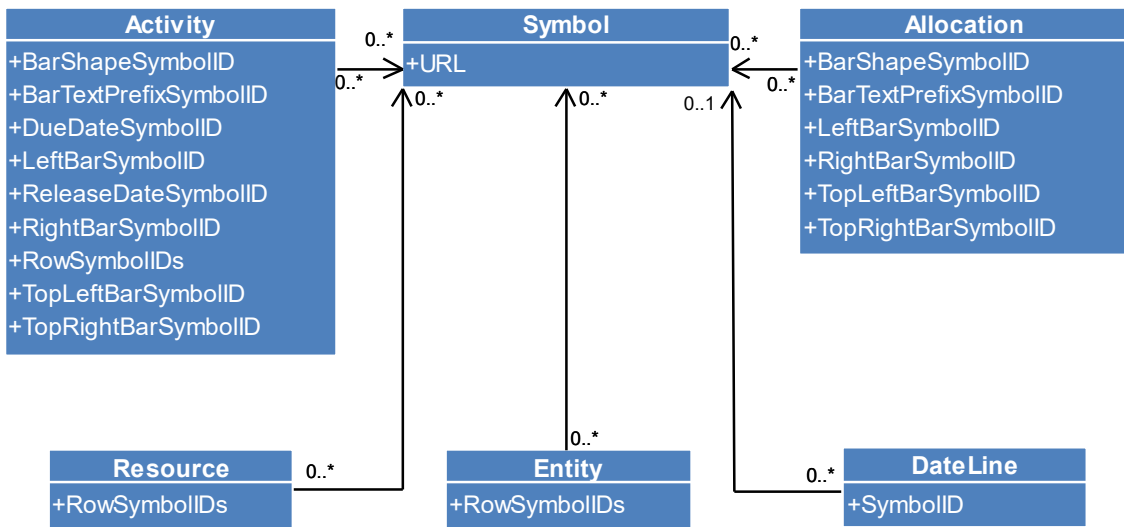 Activity
+BarShapeSymbolID
+BarTextPrefixSymbolID
+DueDateSymbolID
+LeftBarSymbolID
+ReleaseDateSymbolID
+RightBarSymbolID
+RowSymbolIDs
+TopLeftBarSymbolID
+TopRightBarSymbolID
0..*
0..*
Symbol
+URL
0..*
0..*
0..1
0..*
0..*
Allocation
+BarShapeSymbolID
+BarTextPrefixSymbolID
+LeftBarSymbolID
+RightBarSymbolID
+TopLeftBarSymbolID
+TopRightBarSymbolID
Resource
+RowSymbolIDs
0..*
0..*
Entity
+RowSymbolIDs
0..*
DateLine
+SymbolID